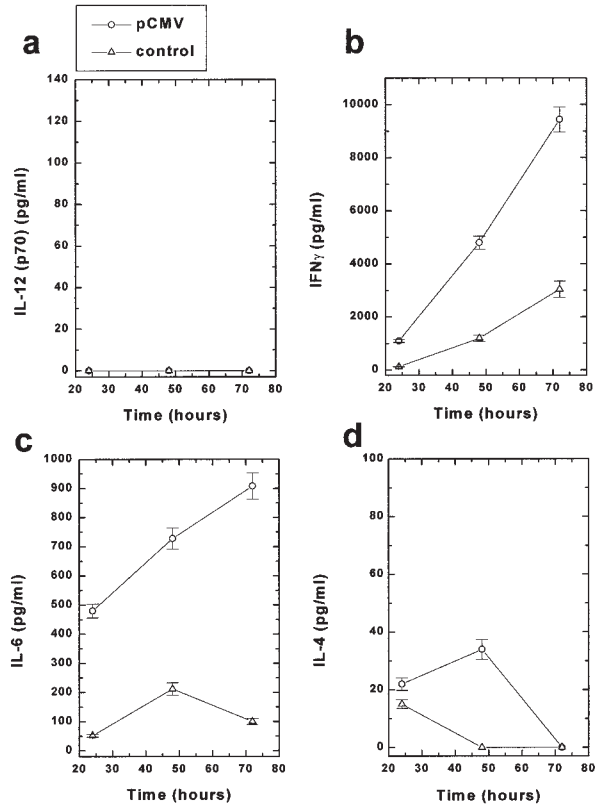 pCMV
control
a
140
120
100
80
60
40
20
0
IL-12 (p70) (pg/ml)
20 30 40 50 60 70 80
Time (hours)
b
10000
8000
6000
4000
2000
0
IFNγ (pg/ml)
20 30 40 50 60 70 80
Time (hours)
c
1000
900
800
700
600
500
400
300
200
100
0
IL-6 (pg/ml)
20 30 40 50 60 70 80
Time (hours)
d
100
80
60
40
20
0
IL-4 (pg/ml)
20 30 40 50 60 70 80
Time (hours)